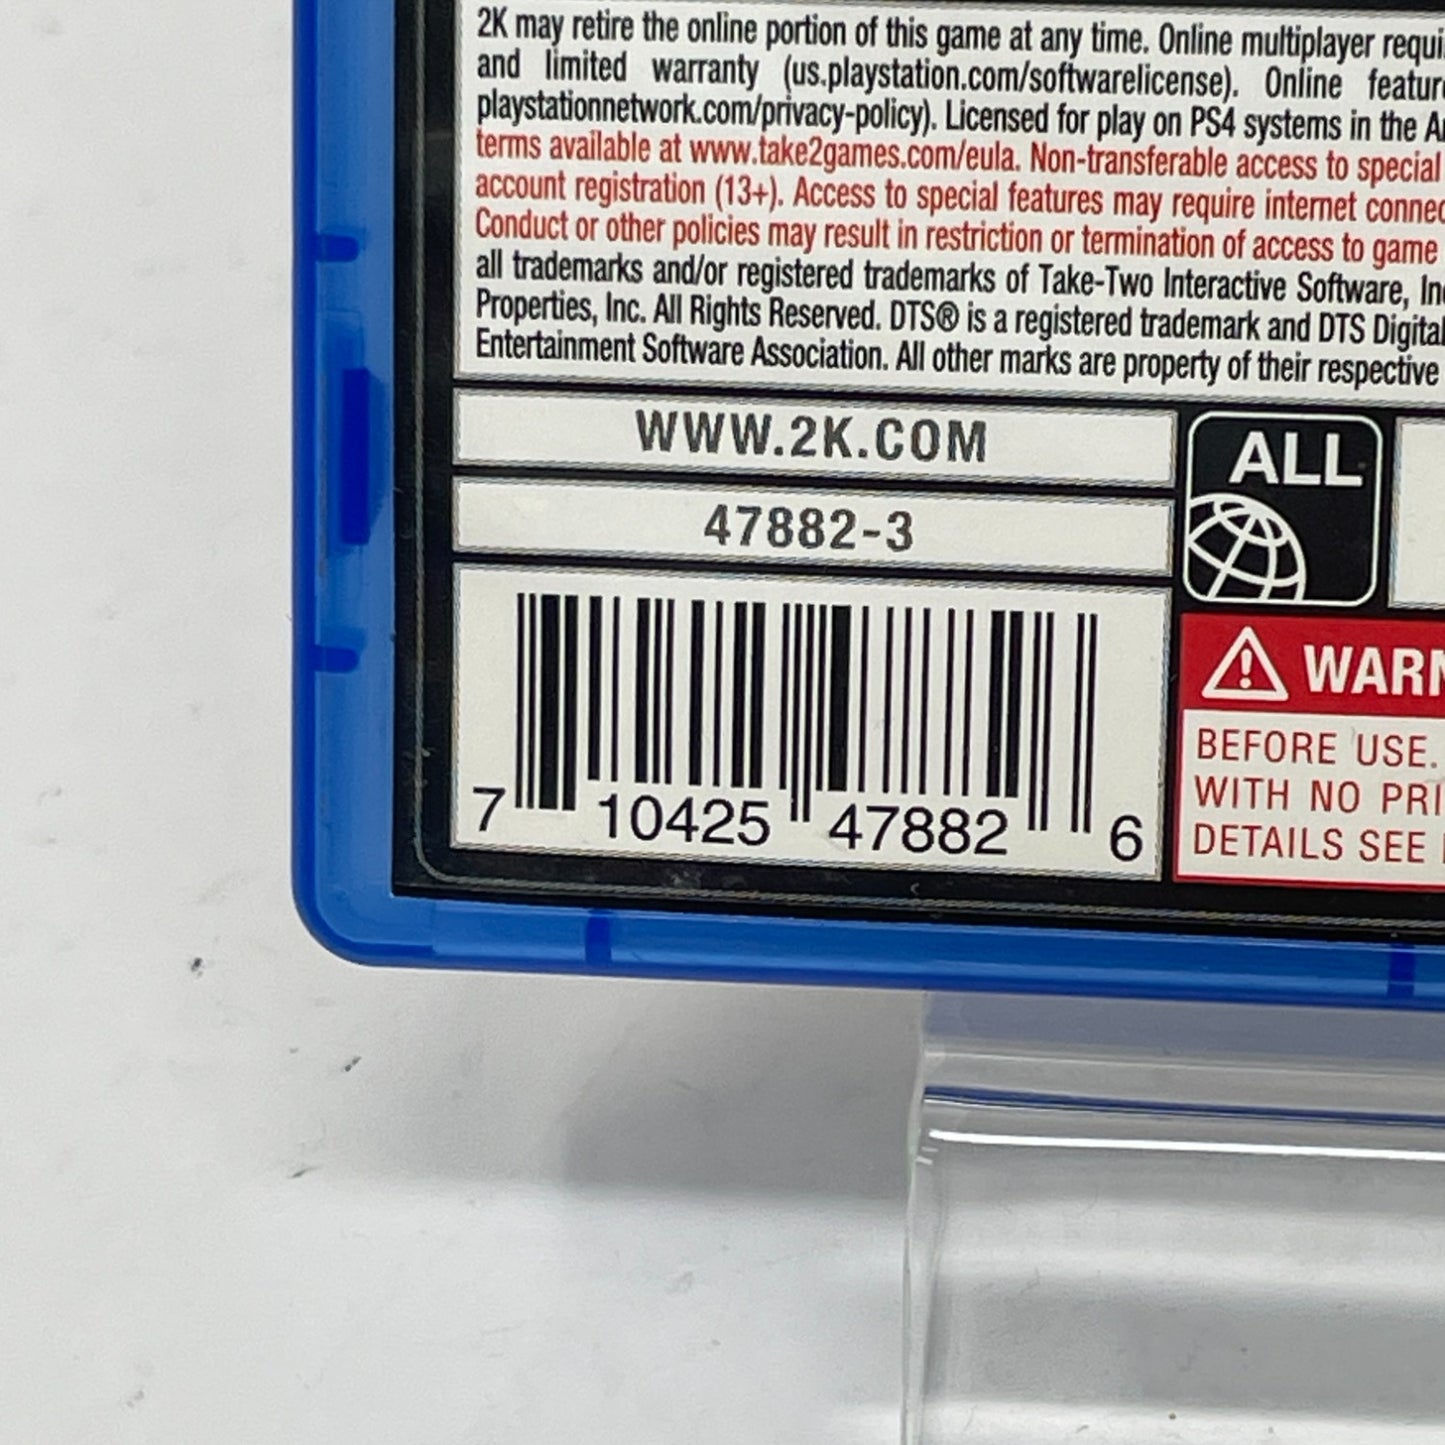 2K may retire the online portion of this game at any time. Online multiplayer
and limited warranty (us.playstation.com/softwarelicense). Online
playstationnetwork.com/privacy-policy). Licensed for play on PS4 systems in the
terms available at www.take2games.com/eula. Non-transferable access to special
account registration (13+). Access to special features may require internet
Conduct or other policies may result in restriction or termination of access to game
all trademarks and/or registered trademarks of Take-Two Interactive Software,
Properties, Inc. All Rights Reserved. DTS® is a registered trademark and DTS Digital
Entertainment Software Association. All other marks are property of their respective
WWW.2K.COM
ALL
47882-3
7 10425 47882 6
WARN
BEFORE USE.
WITH NO PRI
DETAILS SEE